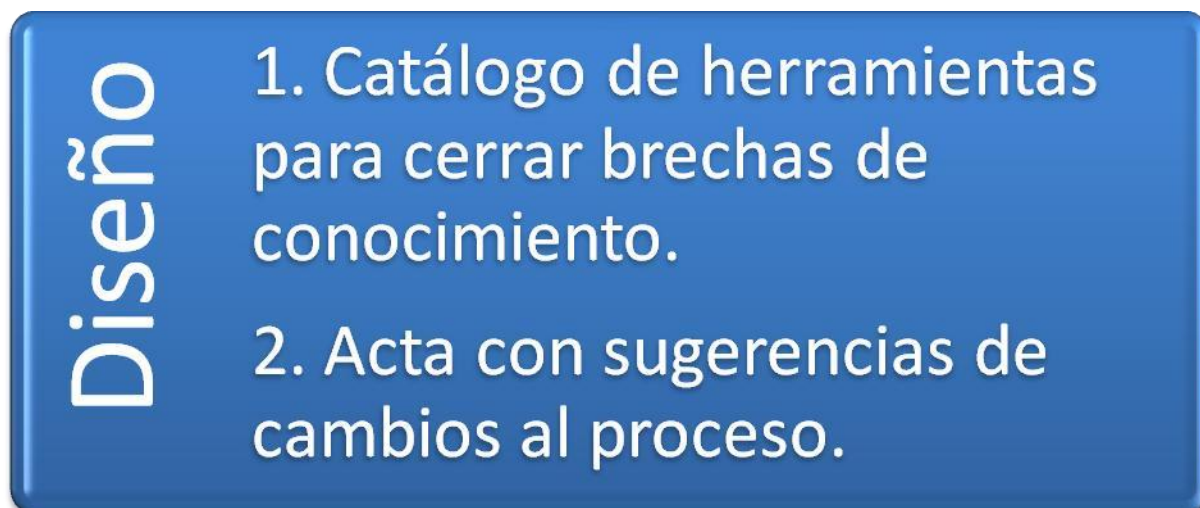 Diseño
1. Catálogo de herramientas
para cerrar brechas de
conocimiento.
2. Acta con sugerencias de
cambios al proceso.